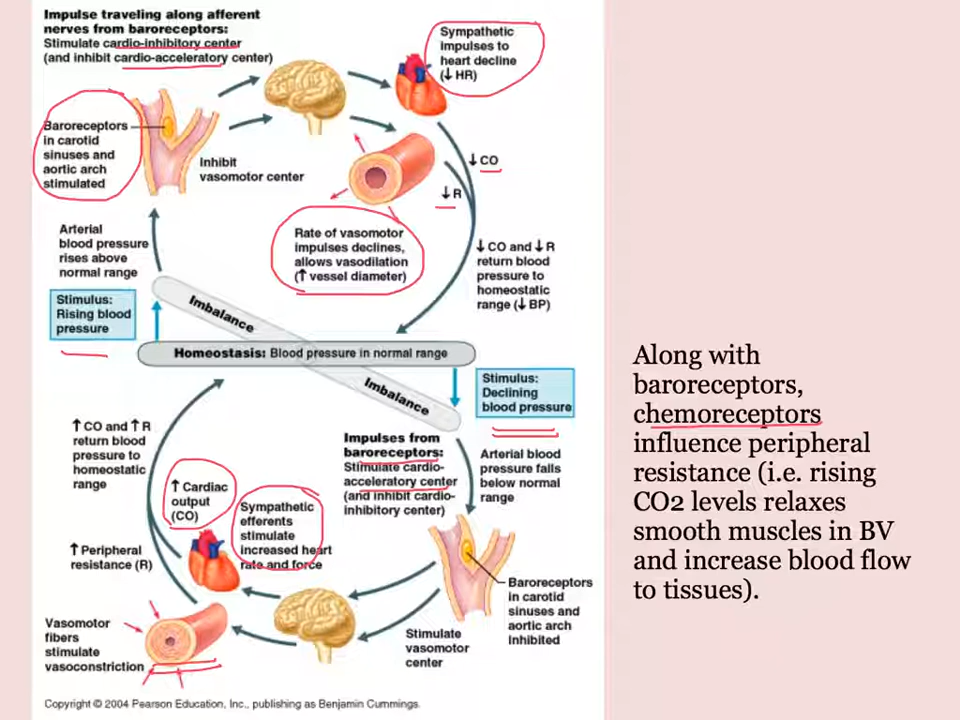 Impulse traveling along afferent
nerves from baroreceptors:
Stimulate cardio-inhibitory center
(and inhibit cardio-acceleratory center)
Sympathetic
impulses to
heart decline
(↓ HR)
Baroreceptors
in carotid
sinuses and
aortic arch
stimulated
Inhibit
vasomotor center
↓ CO
↓ R
Rate of vasomotor
impulses declines,
allows vasodilation
(↑ vessel diameter)
Arterial
blood pressure
rises above
normal range
↓ CO and ↓ R
return blood
pressure to
homeostatic
range (↓ BP)
Stimulus:
Rising blood
pressure
Imbalance
Homeostasis: Blood pressure in normal range
Imbalance
Stimulus:
Declining
blood pressure
↑ CO and ↑ R
return blood
pressure to
homeostatic
range
Impulses from
baroreceptors:
Stimulate cardio-
acceleratory center
(and inhibit cardio-
inhibitory center)
Arterial blood
pressure falls
below normal
range
↑ Cardiac
output
(CO)
Sympathetic
efferents
stimulate
increased heart
rate and force
↑ Peripheral
resistance (R)
Baroreceptors
in carotid
sinuses and
aortic arch
inhibited
Vasomotor
fibers
stimulate
vasoconstriction
Stimulate
vasomotor
center
Copyright © 2004 Pearson Education, Inc., publishing as Benjamin Cummings.
Along with
baroreceptors,
chemoreceptors
influence peripheral
resistance (i.e. rising
CO2 levels relaxes
smooth muscles in BV
and increase blood flow
to tissues).